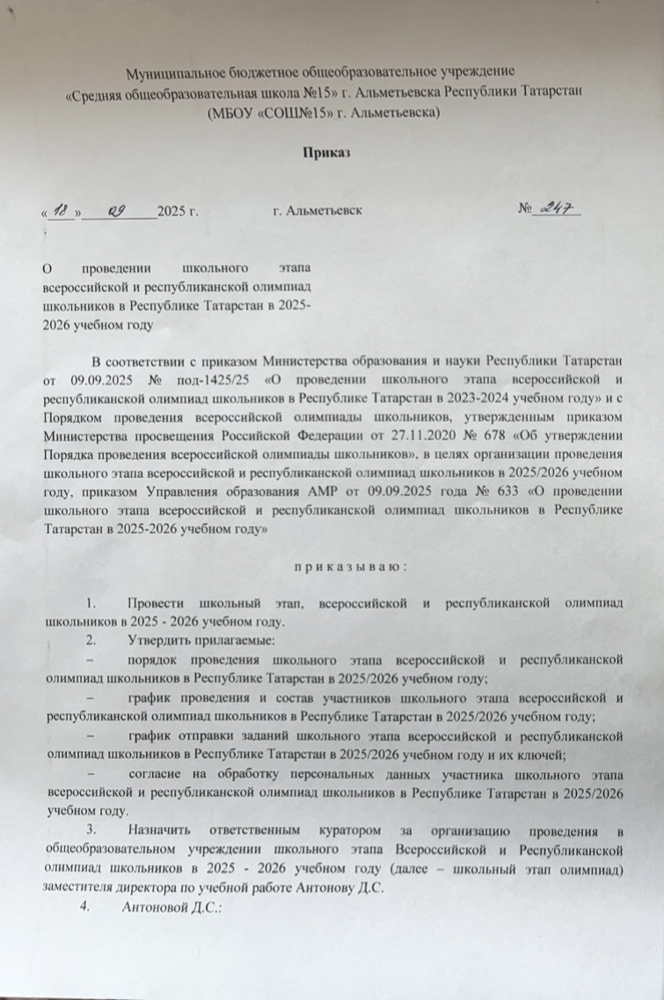 Муниципальное бюджетное общеобразовательное учреждение
«Средняя общеобразовательная школа №15» г. Альметьевска Республики Татарстан
(МБОУ «СОШ№15» г. Альметьевска)
Приказ
«18» 09 2025 г. г. Альметьевск № 247
О проведении школьного этапа
всероссийской и республиканской олимпиад
школьников в Республике Татарстан в 2025-
2026 учебном году
В соответствии с приказом Министерства образования и науки Республики Татарстан
от 09.09.2025 № под-1425/25 «О проведении школьного этапа всероссийской и
республиканской олимпиад школьников в Республике Татарстан в 2023-2024 учебном году» и с
Порядком проведения всероссийской олимпиады школьников, утвержденным приказом
Министерства просвещения Российской Федерации от 27.11.2020 № 678 «Об утверждении
Порядка проведения всероссийской олимпиады школьников», в целях организации проведения
школьного этапа всероссийской и республиканской олимпиад школьников в 2025/2026 учебном
году, приказом Управления образования АМР от 09.09.2025 года № 633 «О проведении
школьного этапа всероссийской и республиканской олимпиад школьников в Республике
Татарстан в 2025-2026 учебном году»
п р и к а з ы в а ю :
1. Провести школьный этап, всероссийской и республиканской олимпиад
школьников в 2025 - 2026 учебном году.
2. Утвердить прилагаемые:
– порядок проведения школьного этапа всероссийской и республиканской
олимпиад школьников в Республике Татарстан в 2025/2026 учебном году;
– график проведения и состав участников школьного этапа всероссийской и
республиканской олимпиад школьников в Республике Татарстан в 2025/2026 учебном году;
– график отправки заданий школьного этапа всероссийской и республиканской
олимпиад школьников в Республике Татарстан в 2025/2026 учебном году и их ключей;
– согласие на обработку персональных данных участника школьного этапа
всероссийской и республиканской олимпиад школьников в Республике Татарстан в 2025/2026
учебном году.
3. Назначить ответственным куратором за организацию проведения в
общеобразовательном учреждении школьного этапа Всероссийской и Республиканской
олимпиад школьников в 2025 - 2026 учебном году (далее – школьный этап олимпиад)
заместителя директора по учебной работе Антонову Д.С.
4. Антоновой Д.С.: